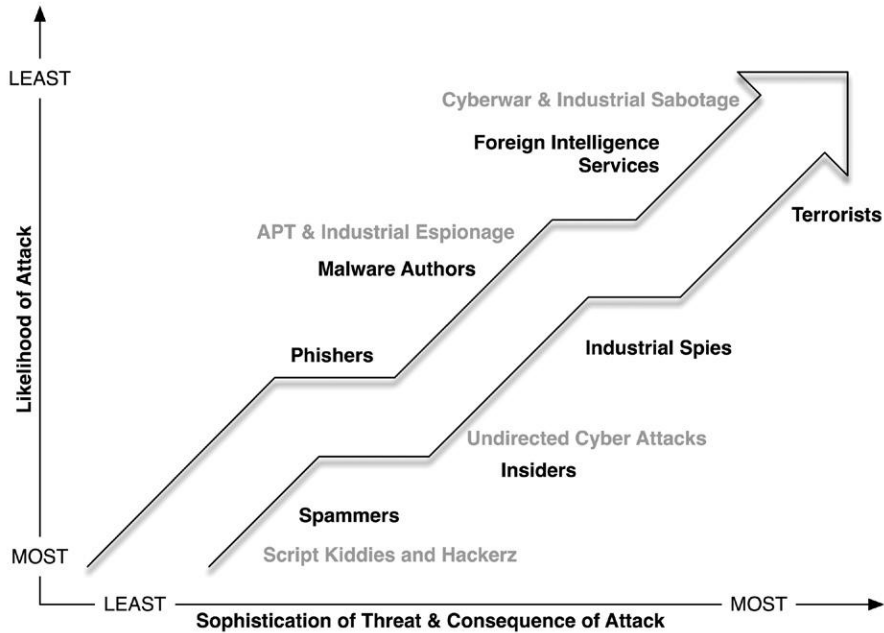 LEAST
Cyberwar & Industrial Sabotage
Foreign Intelligence
Services
Terrorists
APT & Industrial Espionage
Malware Authors
Likelihood of Attack
Phishers
Industrial Spies
Undirected Cyber Attacks
Insiders
Spammers
Script Kiddies and Hackerz
MOST
LEAST
MOST
Sophistication of Threat & Consequence of Attack